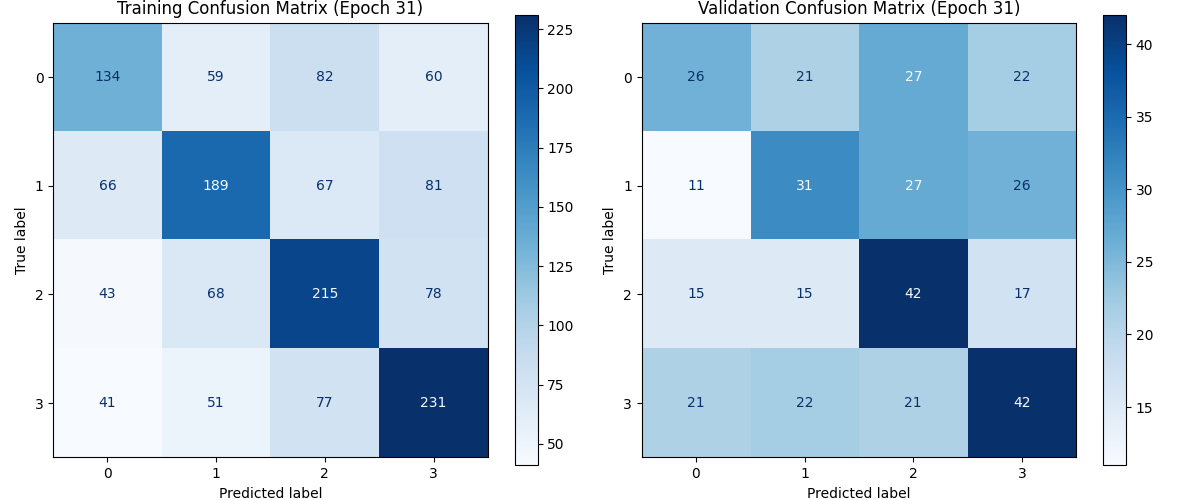 Training Confusion Matrix (Epoch 31)
True label
0 134 59 82 60
1 66 189 67 81
2 43 68 215 78
3 41 51 77 231
0 1 2 3
Predicted label
225
200
175
150
125
100
75
50
Validation Confusion Matrix (Epoch 31)
True label
0 26 21 27 22
1 11 31 27 26
2 15 15 42 17
3 21 22 21 42
0 1 2 3
Predicted label
40
35
30
25
20
15